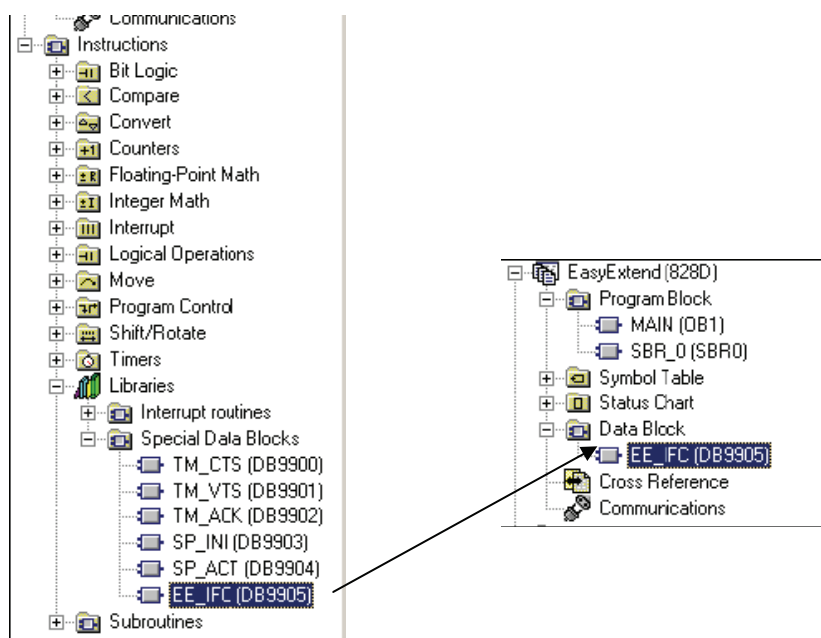 Communications
Instructions
Bit Logic
Compare
Convert
Counters
Floating-Point Math
Integer Math
Interrupt
Logical Operations
Move
Program Control
Shift/Rotate
Timers
Libraries
Interrupt routines
Special Data Blocks
TM_CTS (DB9900)
TM_VTS (DB9901)
TM_ACK (DB9902)
SP_INI (DB9903)
SP_ACT (DB9904)
EE_IFC (DB9905)
Subroutines
EasyExtend (828D)
Program Block
MAIN (OB1)
SBR_0 (SBR0)
Symbol Table
Status Chart
Data Block
EE_IFC (DB9905)
Cross Reference
Communications